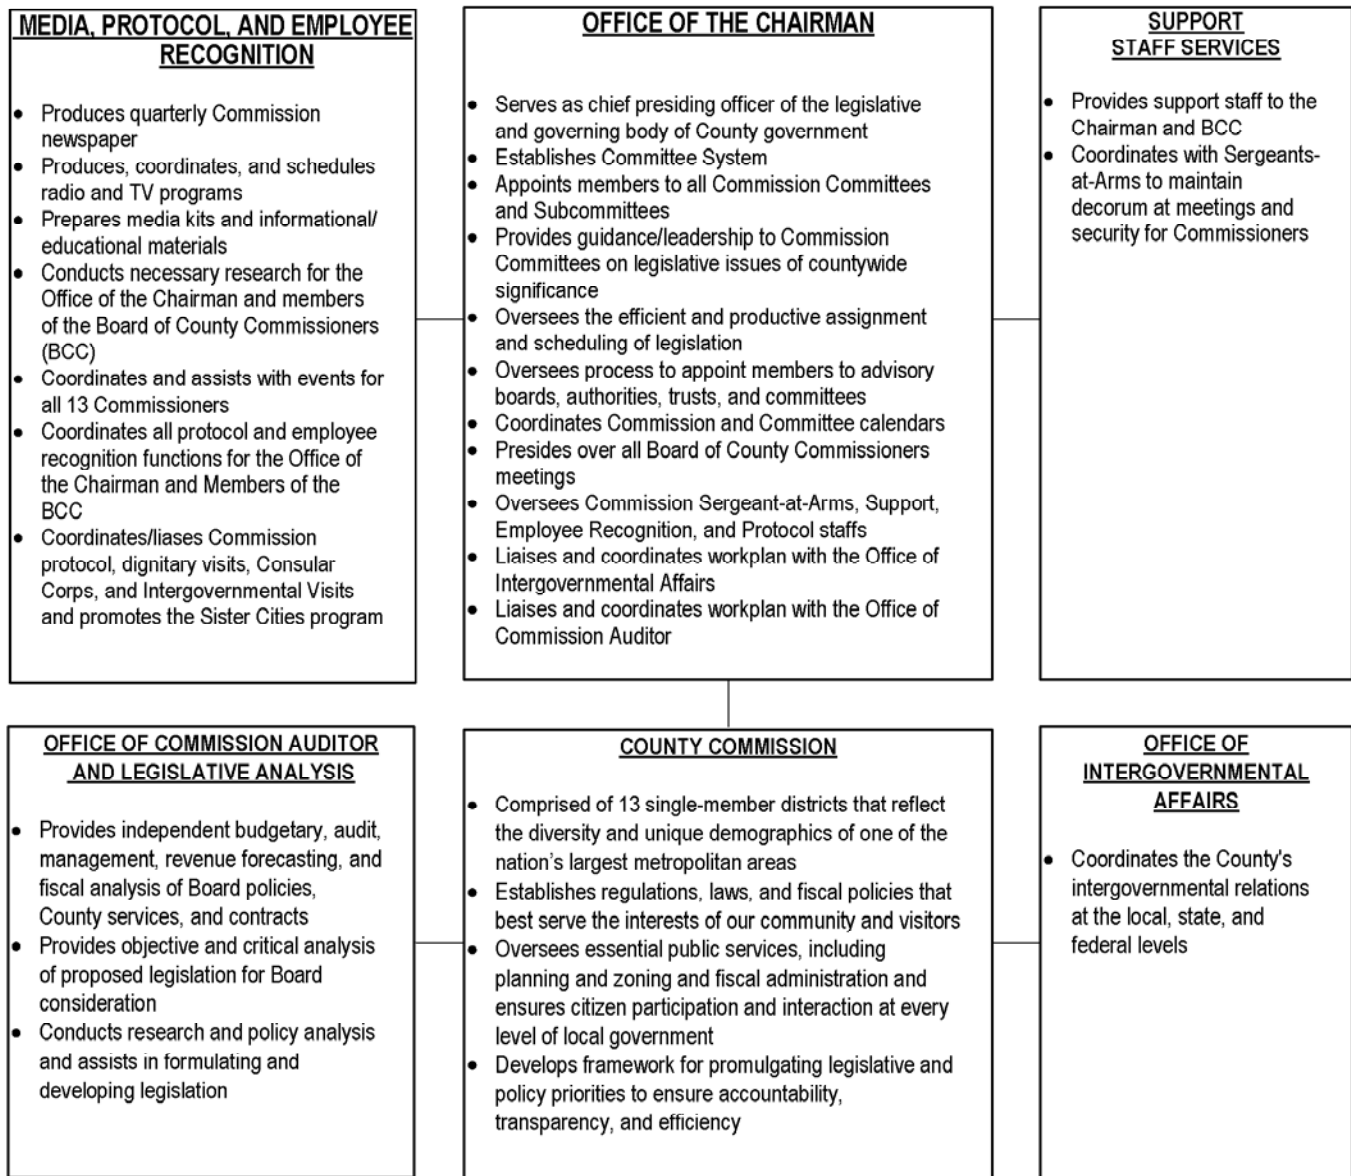 MEDIA, PROTOCOL, AND EMPLOYEE
RECOGNITION
• Produces quarterly Commission
newspaper
• Produces, coordinates, and schedules
radio and TV programs
• Prepares media kits and informational/
educational materials
• Conducts necessary research for the
Office of the Chairman and members
of the Board of County Commissioners
(BCC)
• Coordinates and assists with events for
all 13 Commissioners
• Coordinates all protocol and employee
recognition functions for the Office of
the Chairman and Members of the
BCC
• Coordinates/liases Commission
protocol, dignitary visits, Consular
Corps, and Intergovernmental Visits
and promotes the Sister Cities program
OFFICE OF THE CHAIRMAN
• Serves as chief presiding officer of the legislative
and governing body of County government
• Establishes Committee System
• Appoints members to all Commission Committees
and Subcommittees
• Provides guidance/leadership to Commission
Committees on legislative issues of countywide
significance
• Oversees the efficient and productive assignment
and scheduling of legislation
• Oversees process to appoint members to advisory
boards, authorities, trusts, and committees
• Coordinates Commission and Committee calendars
• Presides over all Board of County Commissioners
meetings
• Oversees Commission Sergeant-at-Arms, Support,
Employee Recognition, and Protocol staffs
• Liaises and coordinates workplan with the Office of
Intergovernmental Affairs
• Liaises and coordinates workplan with the Office of
Commission Auditor
SUPPORT
STAFF SERVICES
• Provides support staff to the
Chairman and BCC
• Coordinates with Sergeants-
at-Arms to maintain
decorum at meetings and
security for Commissioners
OFFICE OF COMMISSION AUDITOR
AND LEGISLATIVE ANALYSIS
• Provides independent budgetary, audit,
management, revenue forecasting, and
fiscal analysis of Board policies,
County services, and contracts
• Provides objective and critical analysis
of proposed legislation for Board
consideration
• Conducts research and policy analysis
and assists in formulating and
developing legislation
COUNTY COMMISSION
• Comprised of 13 single-member districts that reflect
the diversity and unique demographics of one of the
nation's largest metropolitan areas
• Establishes regulations, laws, and fiscal policies that
best serve the interests of our community and visitors
• Oversees essential public services, including
planning and zoning and fiscal administration and
ensures citizen participation and interaction at every
level of local government
• Develops framework for promulgating legislative and
policy priorities to ensure accountability,
transparency, and efficiency
OFFICE OF
INTERGOVERNMENTAL
AFFAIRS
• Coordinates the County's
intergovernmental relations
at the local, state, and
federal levels